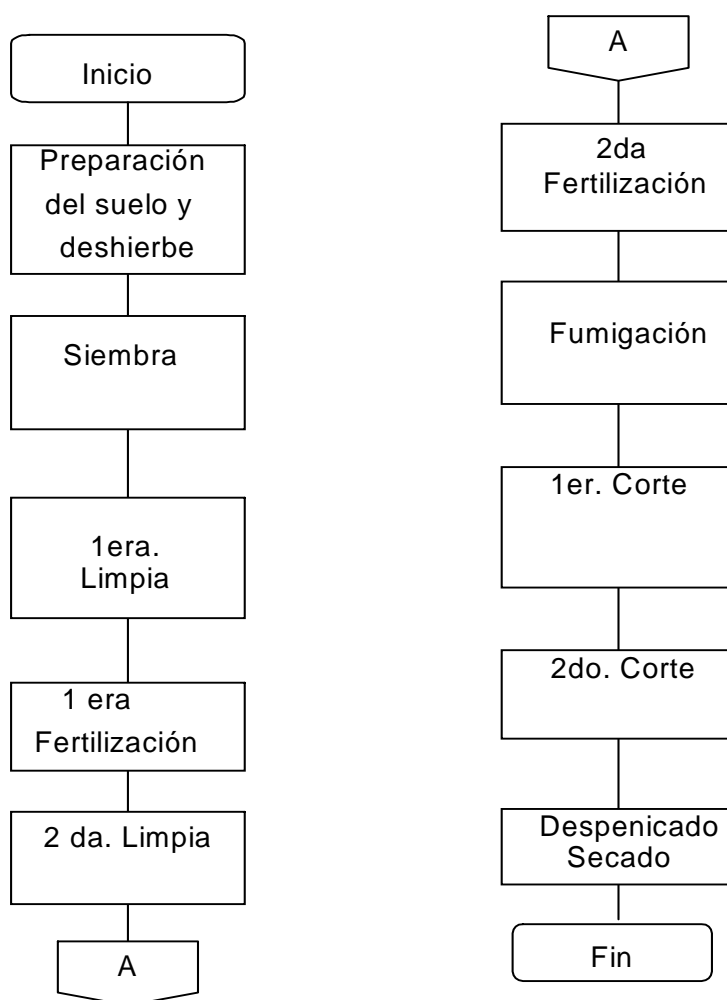 Inicio
Preparación
del suelo y
deshierbe
Siembra
1era.
Limpia
1 era
Fertilización
2 da. Limpia
A
A
2da
Fertilización
Fumigación
1er. Corte
2do. Corte
Despenicado
Secado
Fin